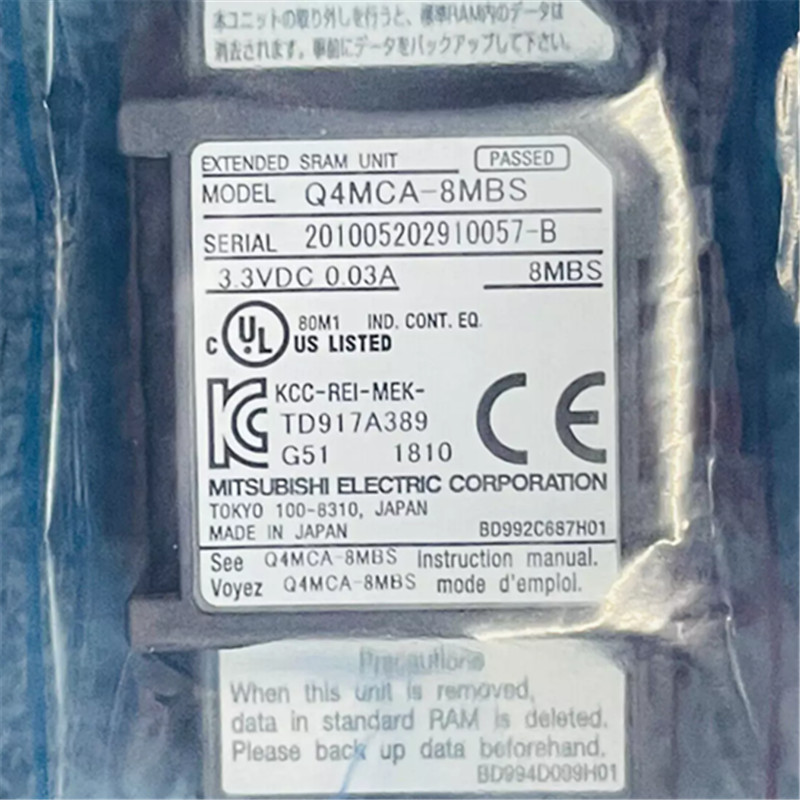 本ユニットの取り外しを行うと、標準RAM内のデータは
消去されます。事前にデータをバックアップして下さい。
EXTENDED SRAM UNIT PASSED
MODEL Q4MCA-8MBS
SERIAL 201005202910057-B
3.3VDC 0.03A 8MBS
C UL US LISTED 80M1 IND. CONT. EQ.
KCC-REI-MEK-
TD917A389
G51 1810
CE
MITSUBISHI ELECTRIC CORPORATION
TOKYO 100-8310, JAPAN
MADE IN JAPAN BD992C687H01
See Q4MCA-8MBS Instruction manual.
Voyez Q4MCA-8MBS mode d'emploi.
Precautions
When this unit is removed,
data in standard RAM is deleted.
Please back up data beforehand.
BD994D009H01